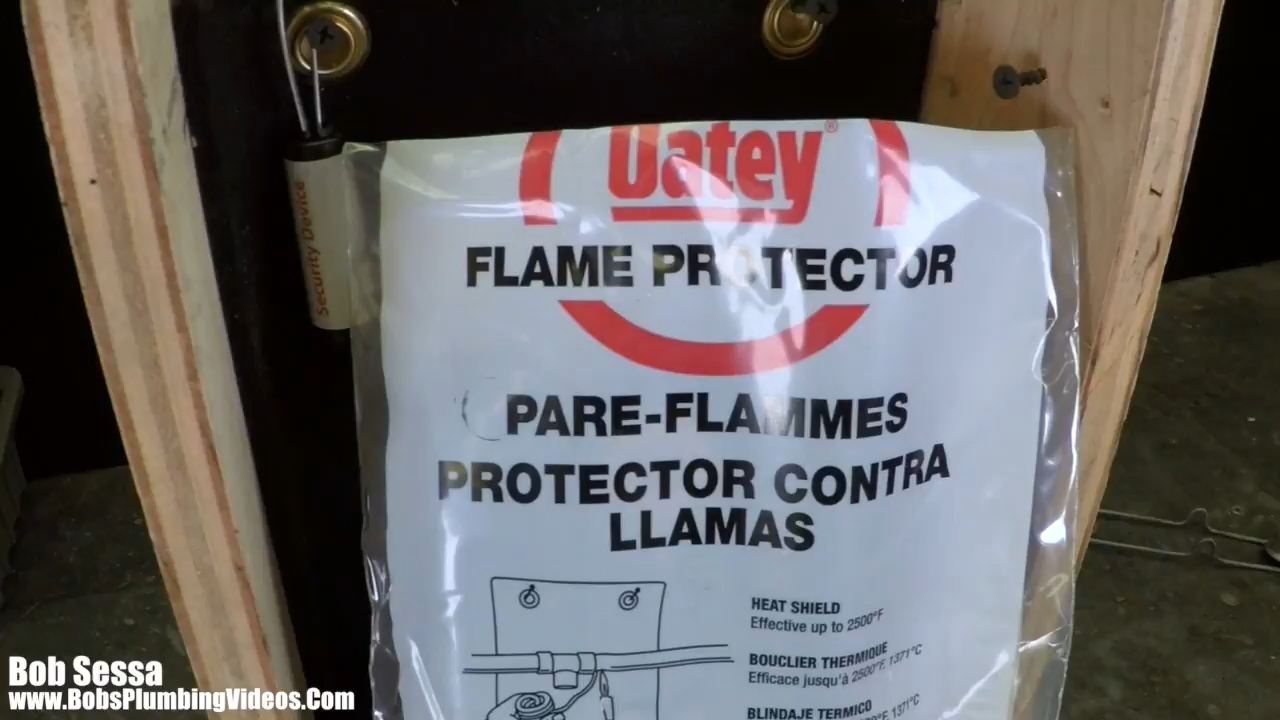 Oatey®
FLAME PROTECTOR
PARE-FLAMMES
PROTECTOR CONTRA
LLAMAS
HEAT SHIELD
Effective up to 2500°F
BOUCLIER THERMIQUE
Efficace jusqu'à 2500°F, 1371°C
BLINDAJE TERMICO
1371°C
Security Device
Bob Sessa
www.BobsPlumbingVideos.Com